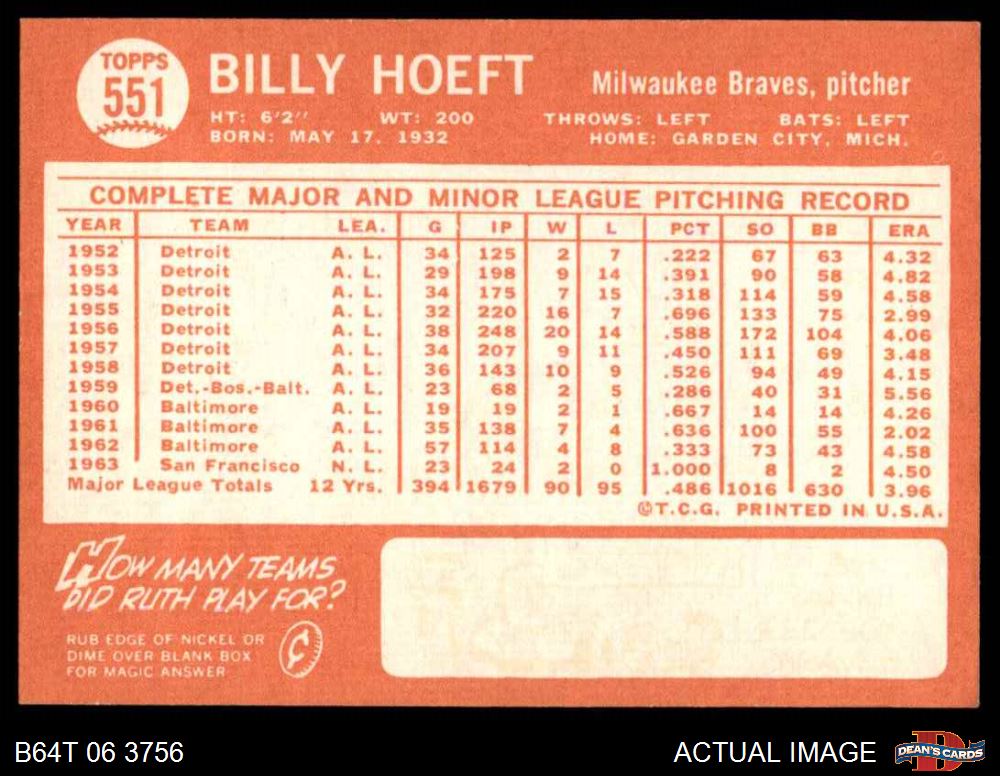 TOPPS
551
BILLY HOEFT
Milwaukee Braves, pitcher
HT: 6'2'' WT: 200 THROWS: LEFT BATS: LEFT
BORN: MAY 17, 1932 HOME: GARDEN CITY, MICH.
COMPLETE MAJOR AND MINOR LEAGUE PITCHING RECORD
YEAR TEAM LEA. G IP W L PCT SO BB ERA
1952 Detroit A. L. 34 125 2 7 .222 67 63 4.32
1953 Detroit A. L. 29 198 9 14 .391 90 58 4.82
1954 Detroit A. L. 34 175 7 15 .318 114 59 4.58
1955 Detroit A. L. 32 220 16 7 .696 133 75 2.99
1956 Detroit A. L. 38 248 20 14 .588 172 104 4.06
1957 Detroit A. L. 34 207 9 11 .450 111 69 3.48
1958 Detroit A. L. 36 143 10 9 .526 94 49 4.15
1959 Det.-Bos.-Balt. A. L. 23 68 2 5 .286 40 31 5.56
1960 Baltimore A. L. 19 19 2 1 .667 14 14 4.26
1961 Baltimore A. L. 35 138 7 4 .636 100 55 2.02
1962 Baltimore A. L. 57 114 4 8 .333 73 43 4.58
1963 San Francisco N. L. 23 24 2 0 1.000 8 2 4.50
Major League Totals 12 Yrs. 394 1679 90 95 .486 1016 630 3.96
©T.C.G. PRINTED IN U.S.A.
HOW MANY TEAMS
DID RUTH PLAY FOR?
RUB EDGE OF NICKEL OR
DIME OVER BLANK BOX
FOR MAGIC ANSWER
¢
B64T 06 3756
ACTUAL IMAGE
DEAN'S CARDS